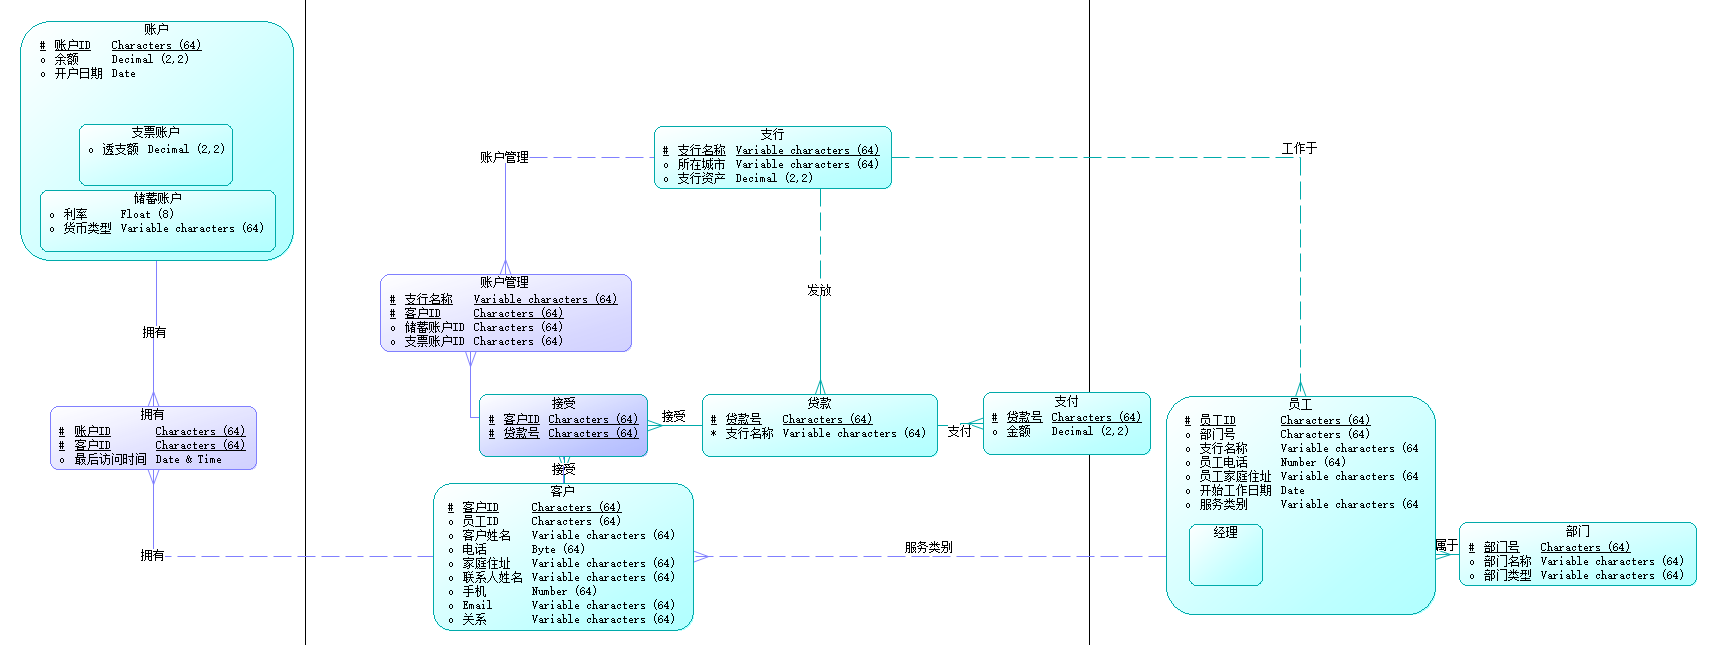 账户
# 账户ID Characters (64)
o 余额 Decimal (2,2)
o 开户日期 Date
支票账户
o 透支额 Decimal (2,2)
储蓄账户
o 利率 Float (8)
o 货币类型 Variable characters (64)
拥有
拥有
# 账户ID Characters (64)
# 客户ID Characters (64)
o 最后访问时间 Date & Time
拥有
账户管理
支行
# 支行名称 Variable characters (64)
o 所在城市 Variable characters (64)
o 支行资产 Decimal (2,2)
工作于
账户管理
# 支行名称 Variable characters (64)
# 客户ID Characters (64)
o 储蓄账户ID Characters (64)
o 支票账户ID Characters (64)
发放
接受
# 客户ID Characters (64)
# 贷款号 Characters (64)
接受
贷款
# 贷款号 Characters (64)
* 支行名称 Variable characters (64)
支付
支付
# 贷款号 Characters (64)
o 金额 Decimal (2,2)
接受
客户
# 客户ID Characters (64)
o 员工ID Characters (64)
o 客户姓名 Variable characters (64)
o 电话 Byte (64)
o 家庭住址 Variable characters (64)
o 联系人姓名 Variable characters (64)
o 手机 Number (64)
o Email Variable characters (64)
o 关系 Variable characters (64)
服务类别
员工
# 员工ID Characters (64)
o 部门号 Characters (64)
o 支行名称 Variable characters (64
o 员工电话 Number (64)
o 员工家庭住址 Variable characters (64
o 开始工作日期 Date
o 服务类别 Variable characters (64
经理
属于
部门
# 部门号 Characters (64)
o 部门名称 Variable characters (64)
o 部门类型 Variable characters (64)